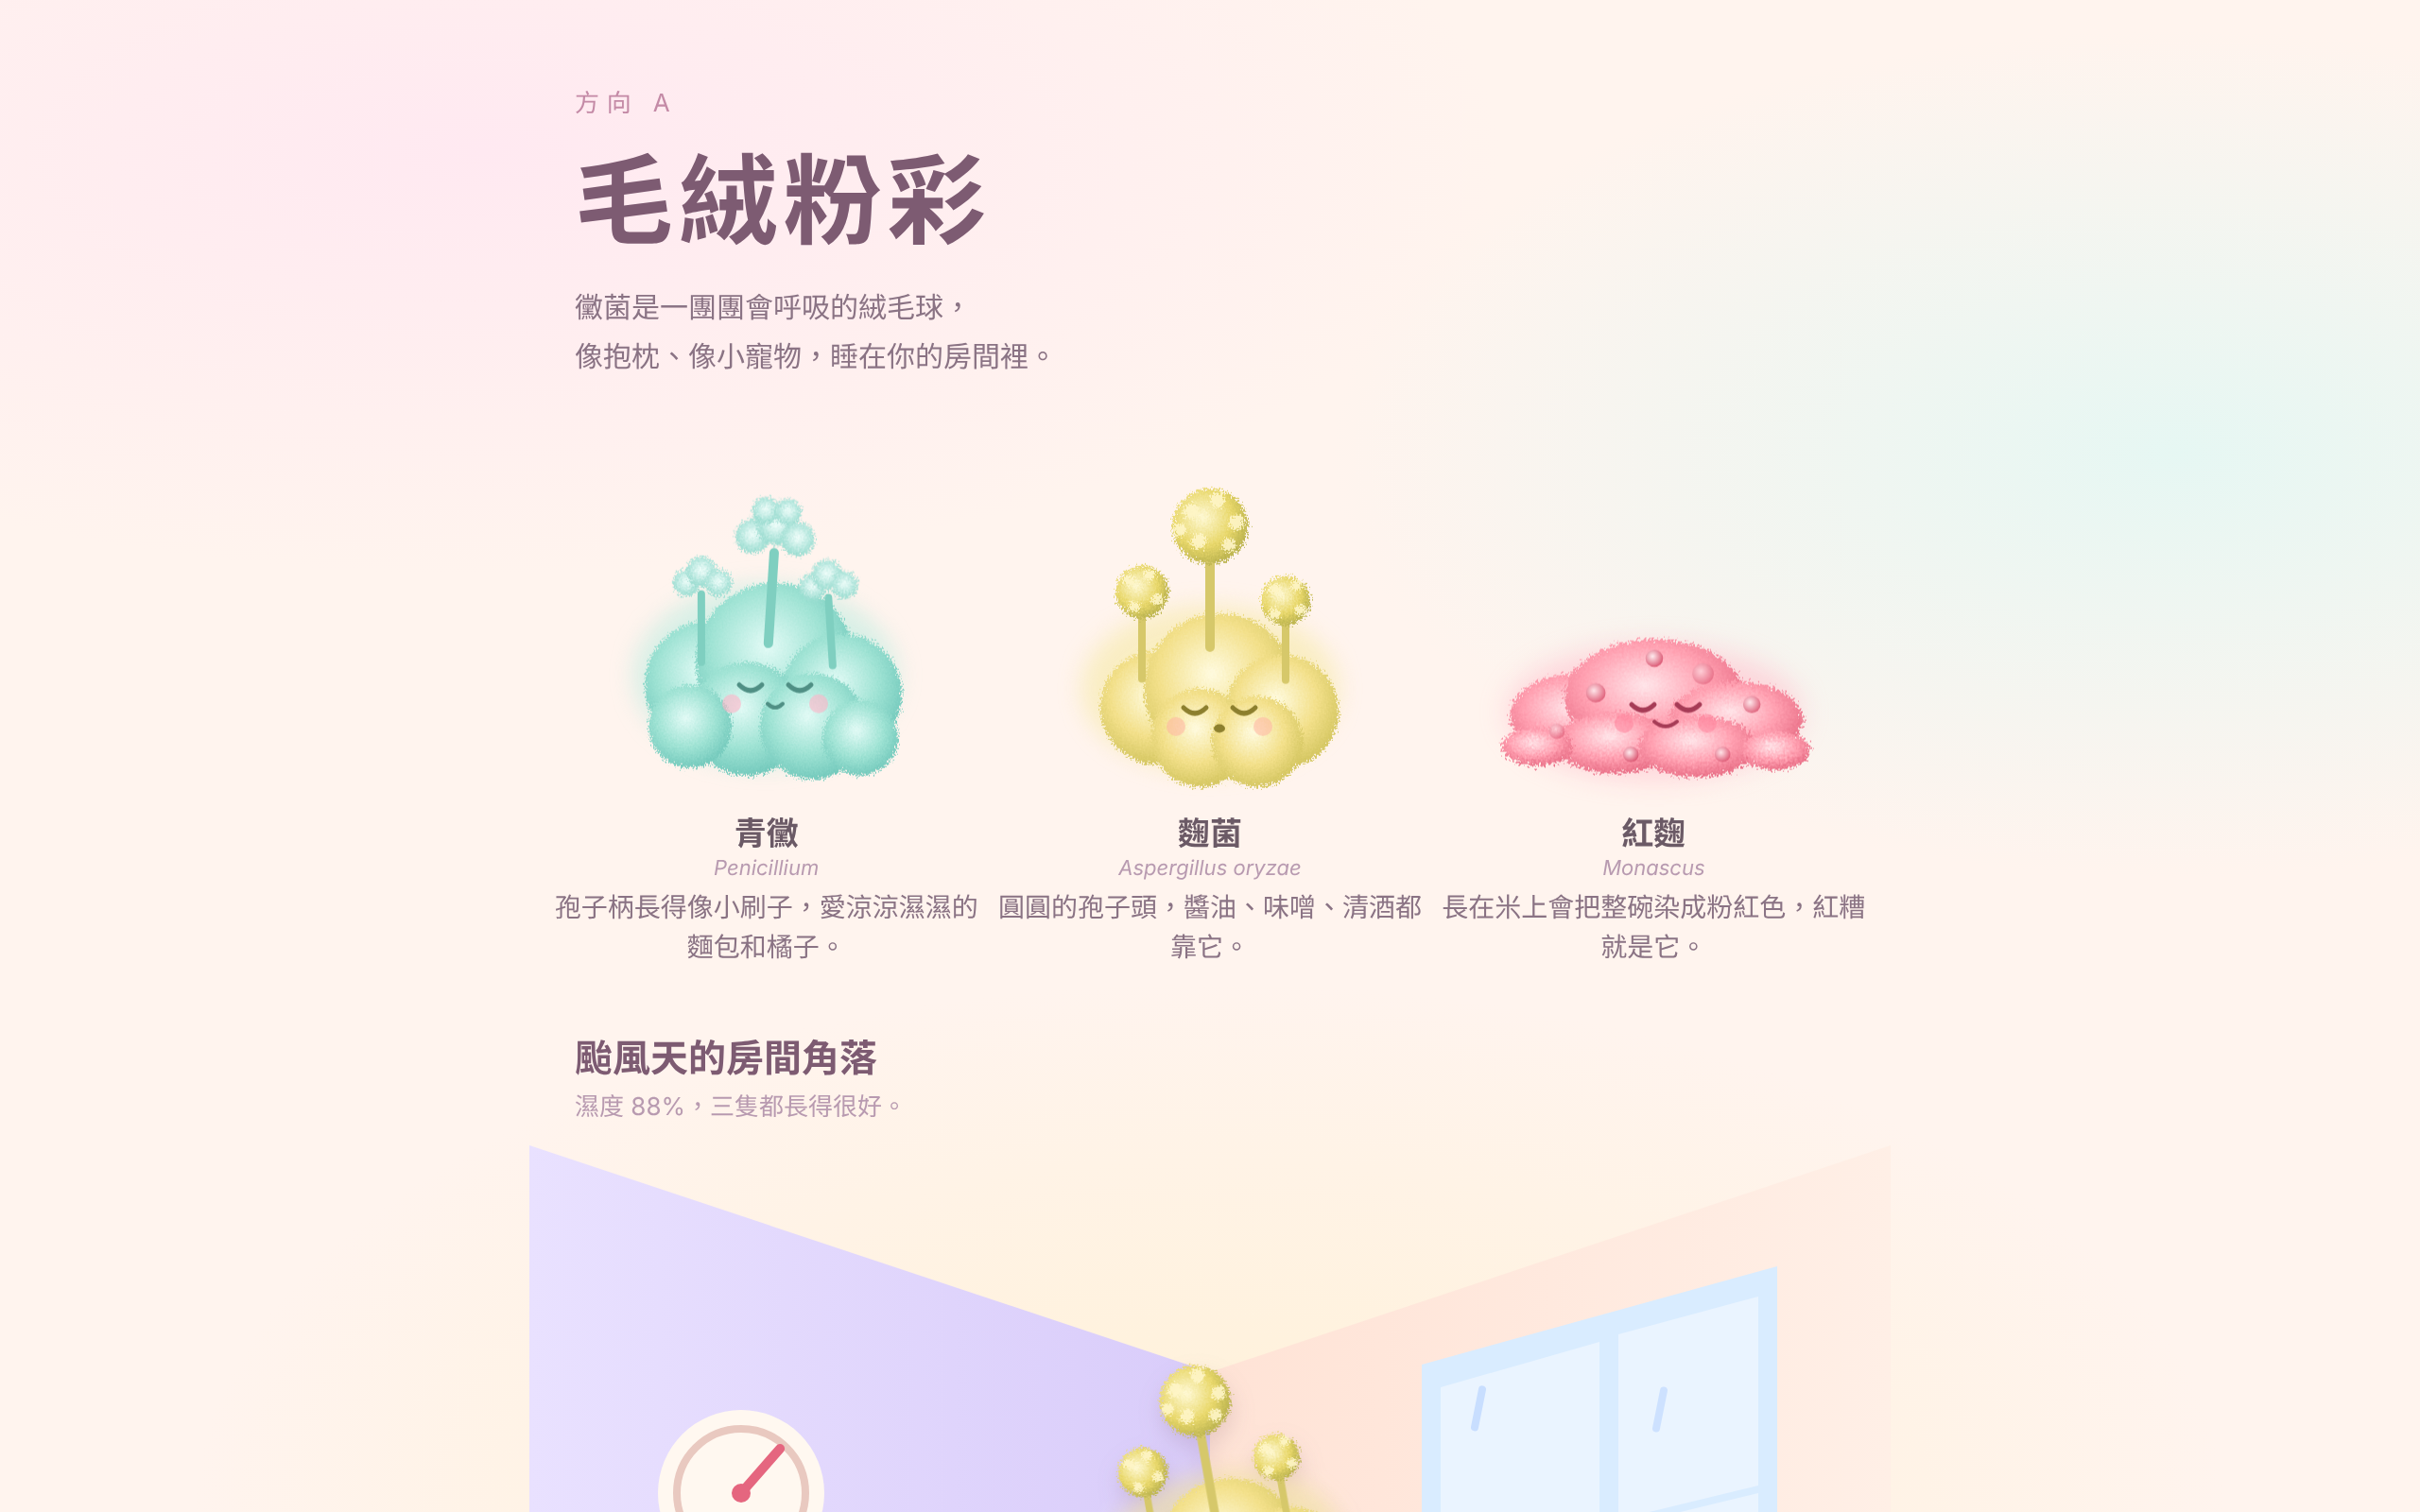 方向 A
毛絨粉彩
黴菌是一團團會呼吸的絨毛球，
像抱枕、像小寵物，睡在你的房間裡。
青黴
Penicillium
孢子柄長得像小刷子，愛涼涼濕濕的
麵包和橘子。
麴菌
Aspergillus oryzae
圓圓的孢子頭，醬油、味噌、清酒都
靠它。
紅麴
Monascus
長在米上會把整碗染成粉紅色，紅糟
就是它。
颱風天的房間角落
濕度 88%，三隻都長得很好。